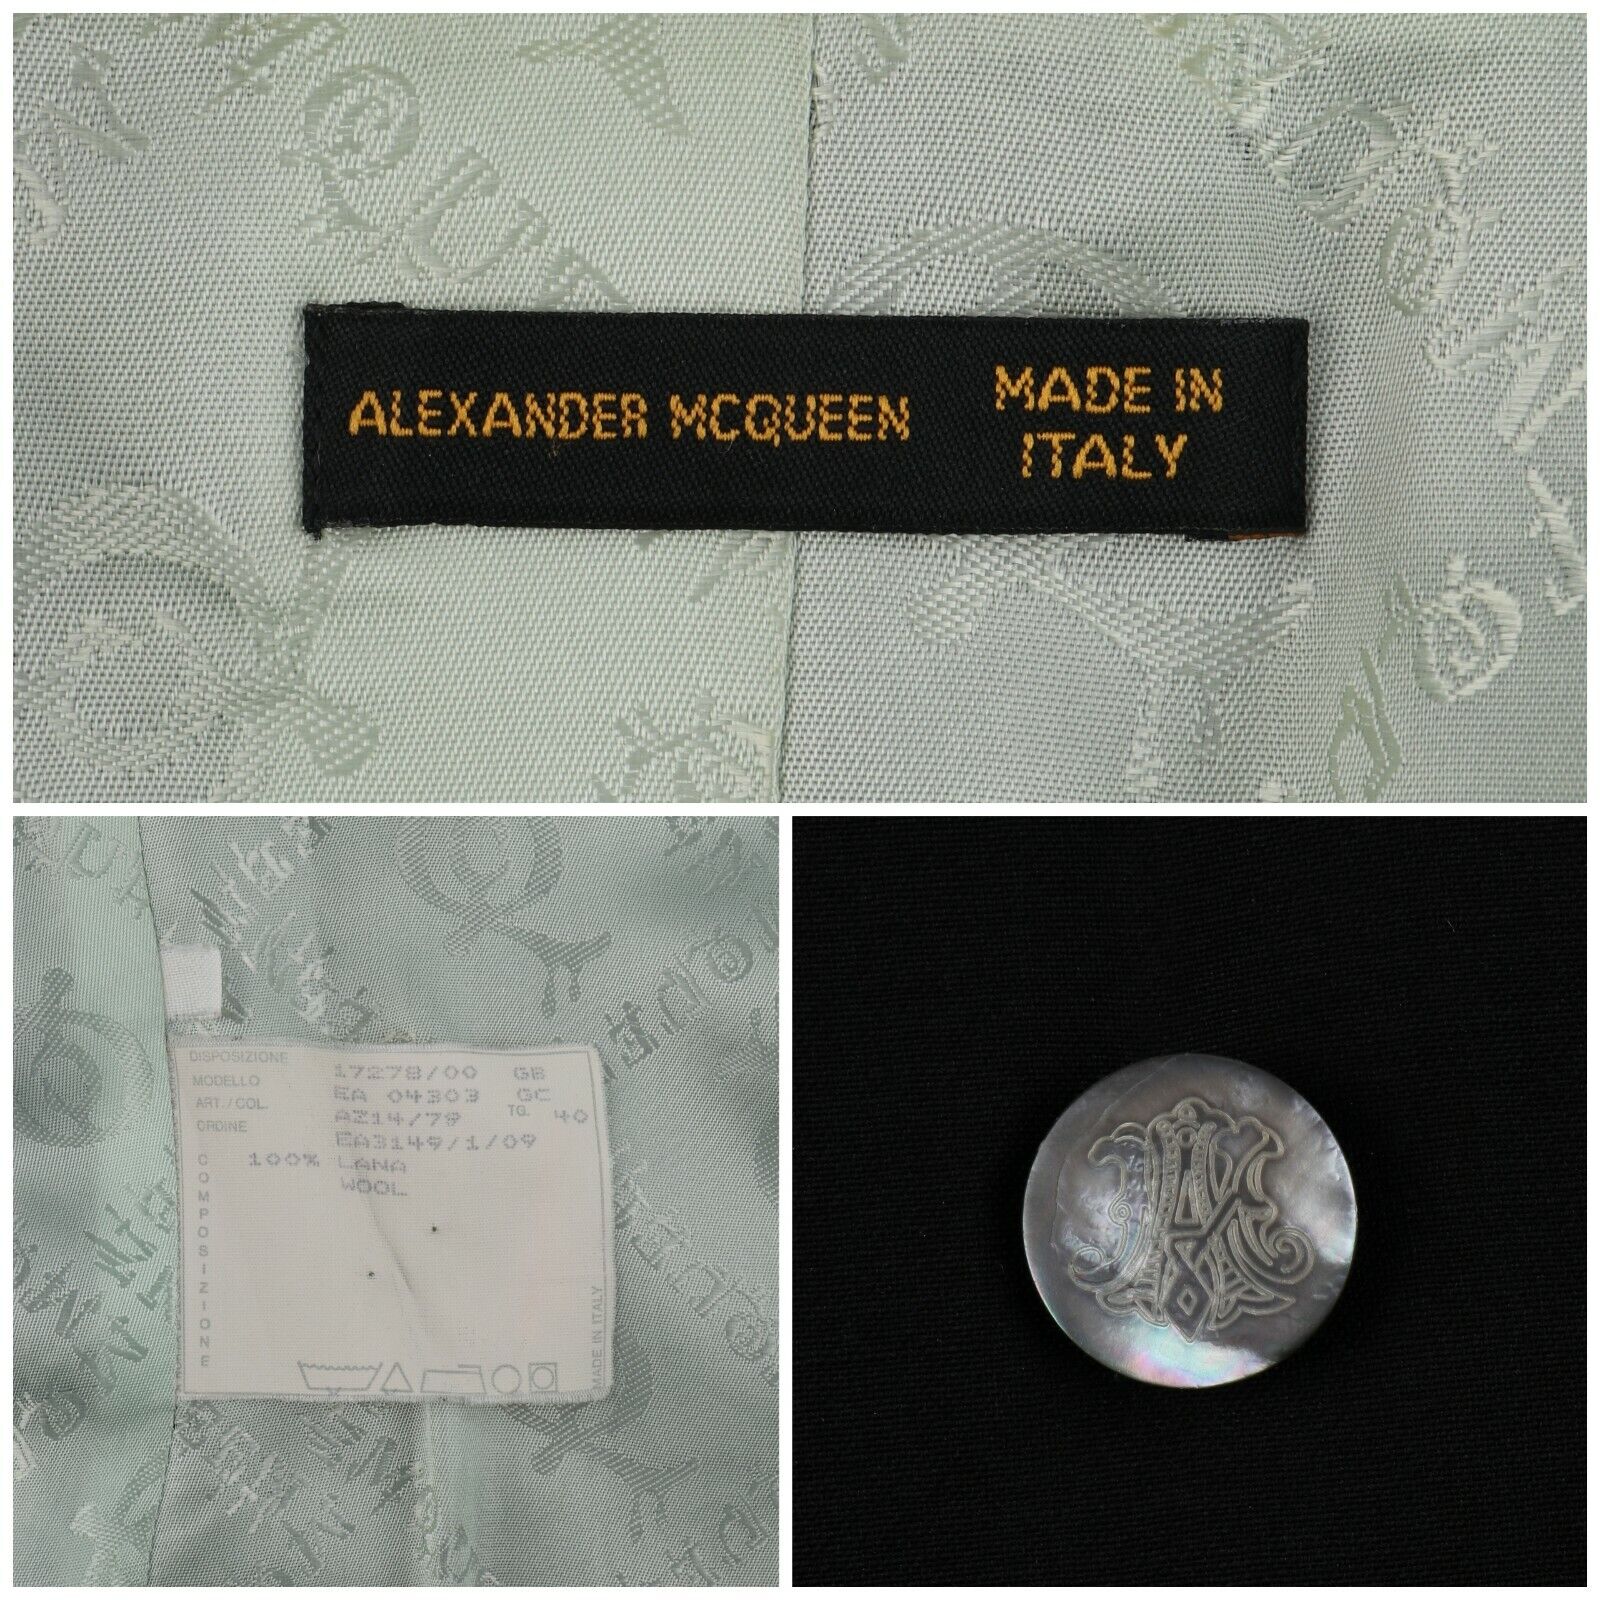 ALEXANDER MCQUEEN
MADE IN
ITALY
DISPOSIZIONE
MODELLO 17278/00 GB
ART./COL. EA 04303 GC
ORDINE AZ14/79 TG. 40
EA3149/1/09
COMPOSIZIONE
100% LANA
WOOL
MADE IN ITALY